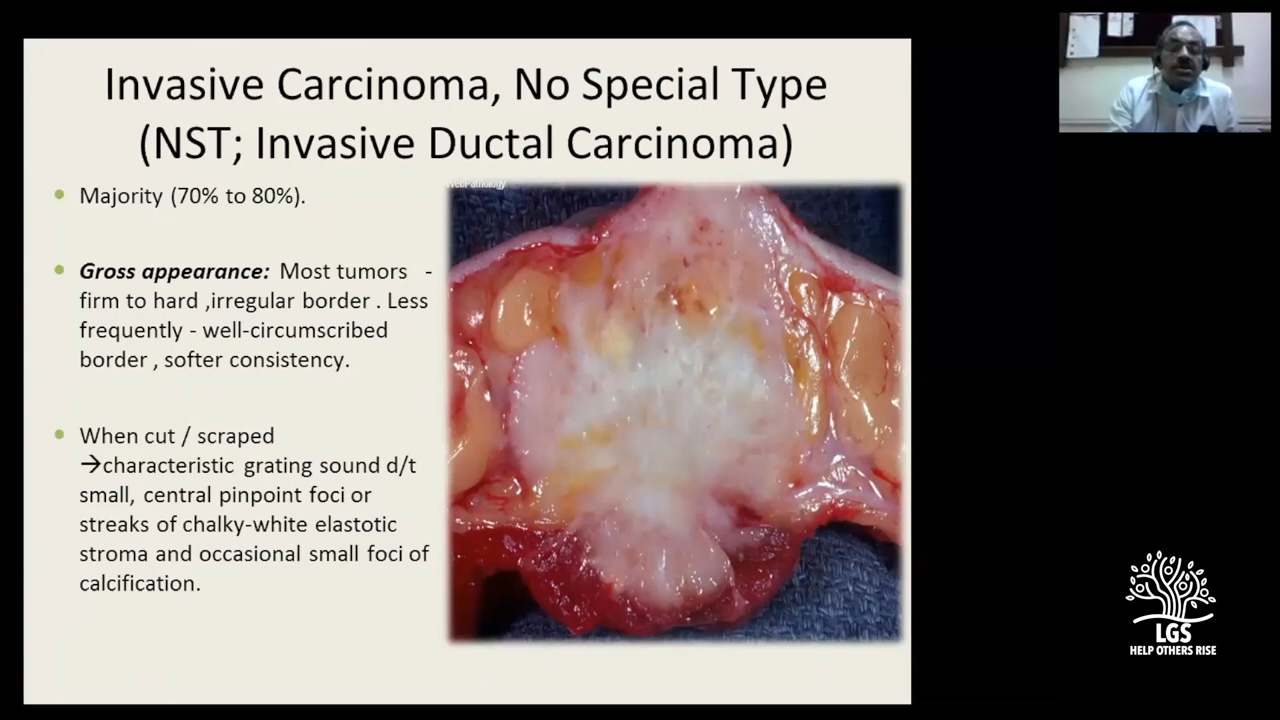 Invasive Carcinoma, No Special Type
(NST; Invasive Ductal Carcinoma)
• Majority (70% to 80%).
WebPathology
• Gross appearance: Most tumors -
firm to hard ,irregular border . Less
frequently - well-circumscribed
border , softer consistency.
• When cut / scraped
→characteristic grating sound d/t
small, central pinpoint foci or
streaks of chalky-white elastotic
stroma and occasional small foci of
calcification.
LGS
HELP OTHERS RISE